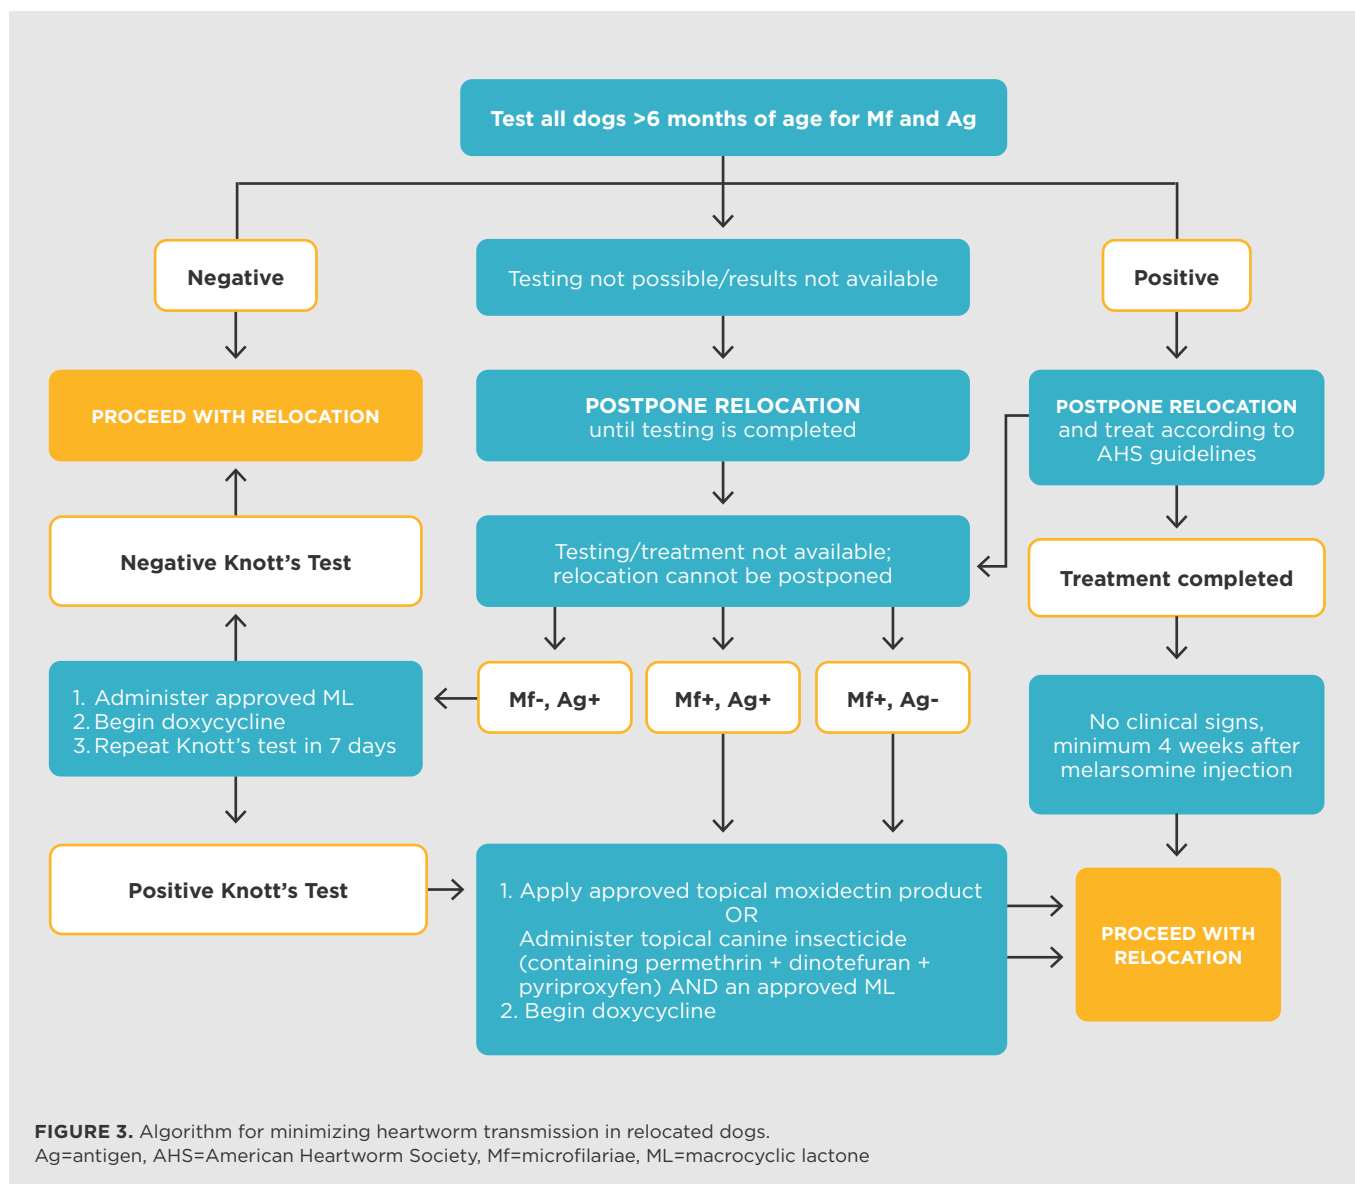 Test all dogs >6 months of age for Mf and Ag
Negative
Testing not possible/results not available
Positive
PROCEED WITH RELOCATION
POSTPONE RELOCATION
until testing is completed
POSTPONE RELOCATION
and treat according to
AHS guidelines
Negative Knott's Test
Testing/treatment not available;
relocation cannot be postponed
Treatment completed
1. Administer approved ML
2. Begin doxycycline
3. Repeat Knott's test in 7 days
Mf-, Ag+
Mf+, Ag+
Mf+, Ag-
No clinical signs,
minimum 4 weeks after
melarsomine injection
Positive Knott's Test
1. Apply approved topical moxidectin product
OR
Administer topical canine insecticide
(containing permethrin + dinotefuran +
pyriproxyfen) AND an approved ML
2. Begin doxycycline
PROCEED WITH
RELOCATION
FIGURE 3. Algorithm for minimizing heartworm transmission in relocated dogs.
Ag=antigen, AHS=American Heartworm Society, Mf=microfilariae, ML=macrocyclic lactone